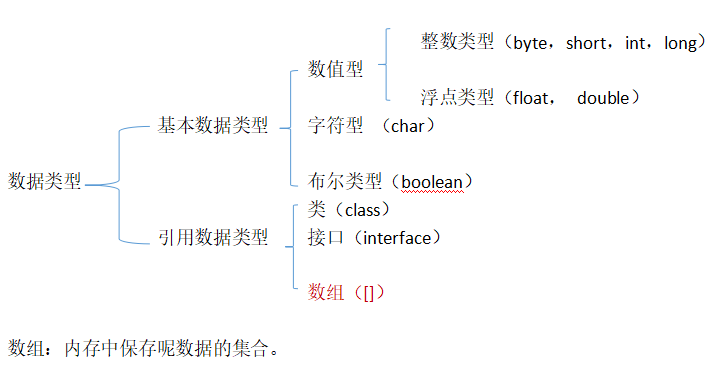 整数类型（byte，short，int，long）
数值型
浮点类型（float， double）
基本数据类型
字符型 （char）
数据类型
布尔类型（boolean）
类（class）
引用数据类型
接口（interface）
数组（[]）
数组：内存中保存呢数据的集合。